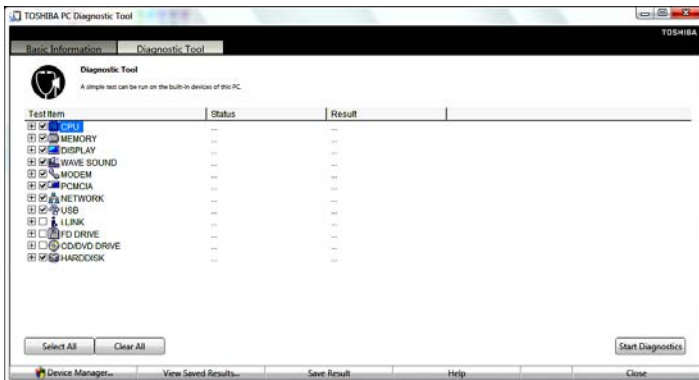 TOSHIBA PC Diagnostic Tool
TOSHIBA
Basic Information Diagnostic Tool
Diagnostic Tool
A simple test can be run on the built-in devices of this PC.
Test Item Status Result
CPU ... ...
MEMORY ... ...
DISPLAY ... ...
WAVE SOUND ... ...
MODEM ... ...
PCMCIA ... ...
NETWORK ... ...
USB ... ...
i.LINK ... ...
FD DRIVE ... ...
CD/DVD DRIVE ... ...
HARDDISK ... ...
Select All Clear All Start Diagnostics
Device Manager... View Saved Results... Save Result Help Close